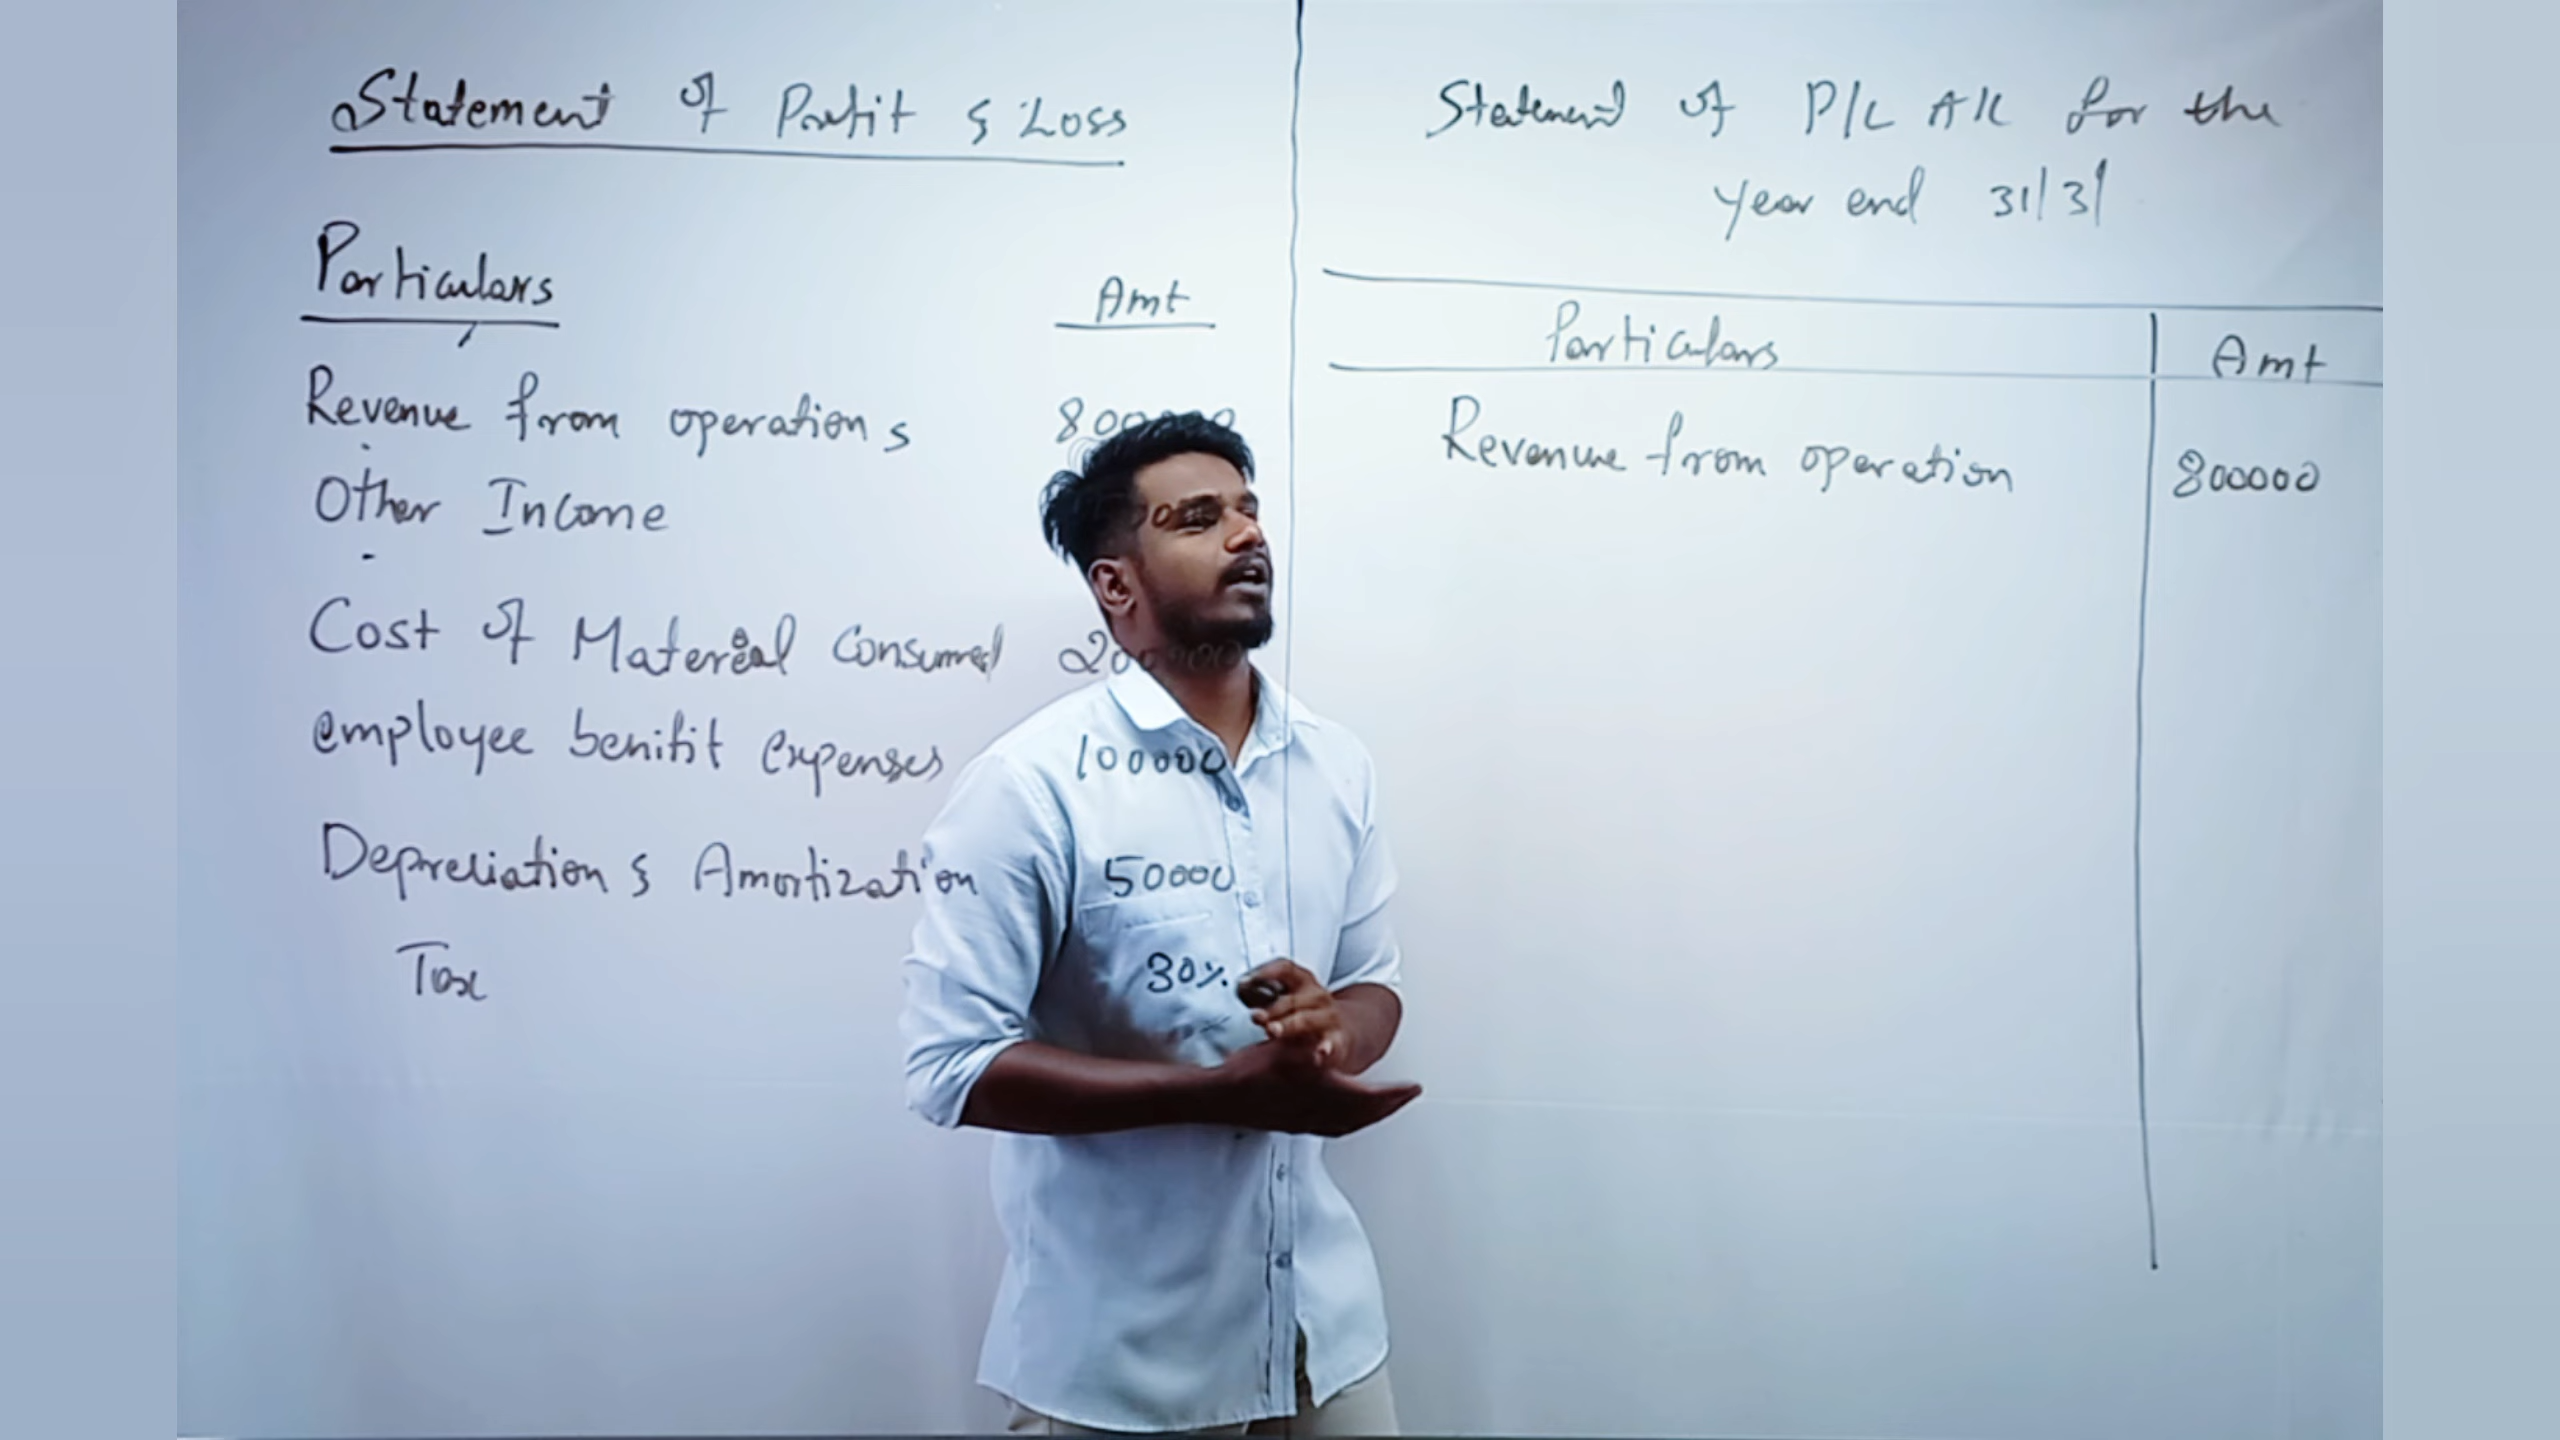 Statement of Profit & Loss
Particulars Amt
Revenue from operations 800000
Other Income
Cost of Material Consumed 200000
employee benifit expenses 100000
Depreciation & Amortization 50000
Tax 30%
Statement of P/L A/C for the
year end 31/3/
Particulars Amt
Revenue from operation 800000